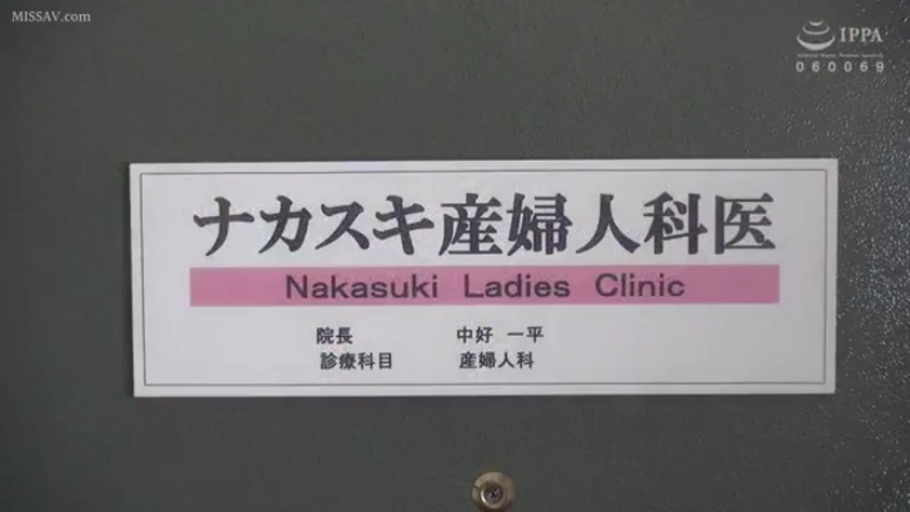 MISSAV.com
IPPA
060069
ナカスキ産婦人科医
Nakasuki Ladies Clinic
院長 中好 一平
診療科目 産婦人科